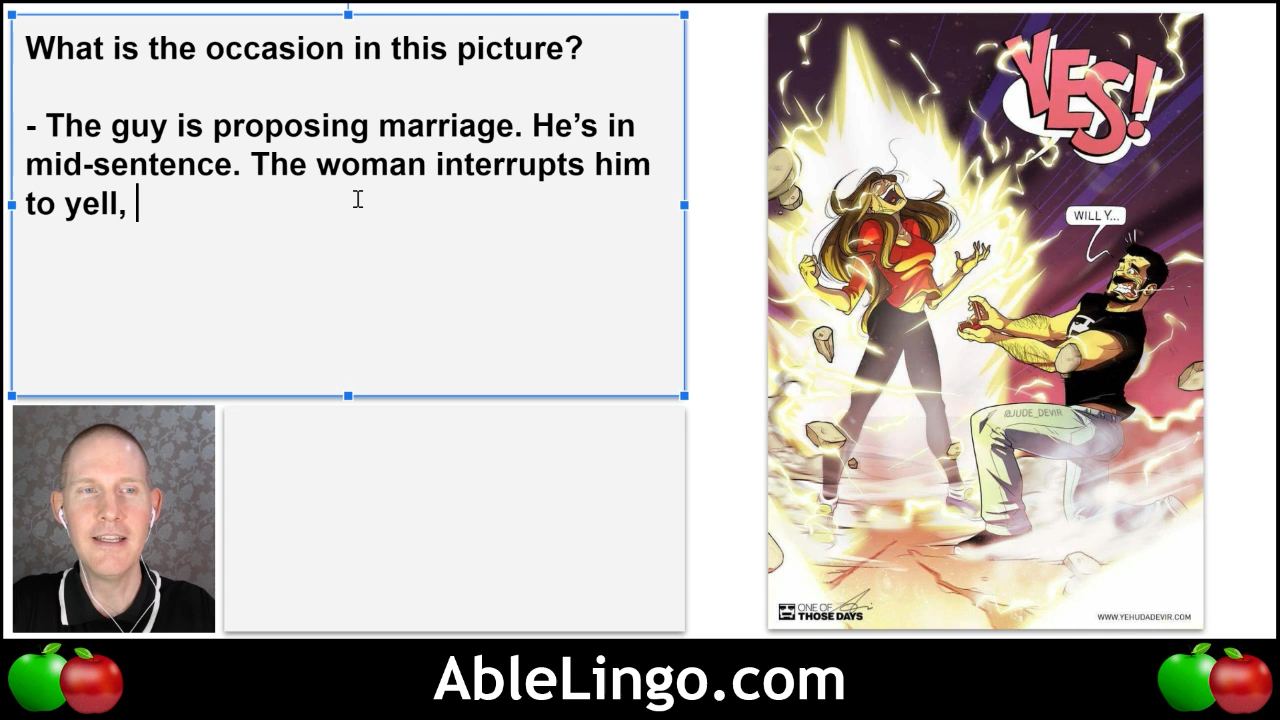 What is the occasion in this picture?
- The guy is proposing marriage. He’s in
mid-sentence. The woman interrupts him
to yell,
YES!
WILL Y...
@JUDE_DEVIR
ONE OF
THOSE DAYS
WWW.YEHUDADEVIR.COM
AbleLingo.com